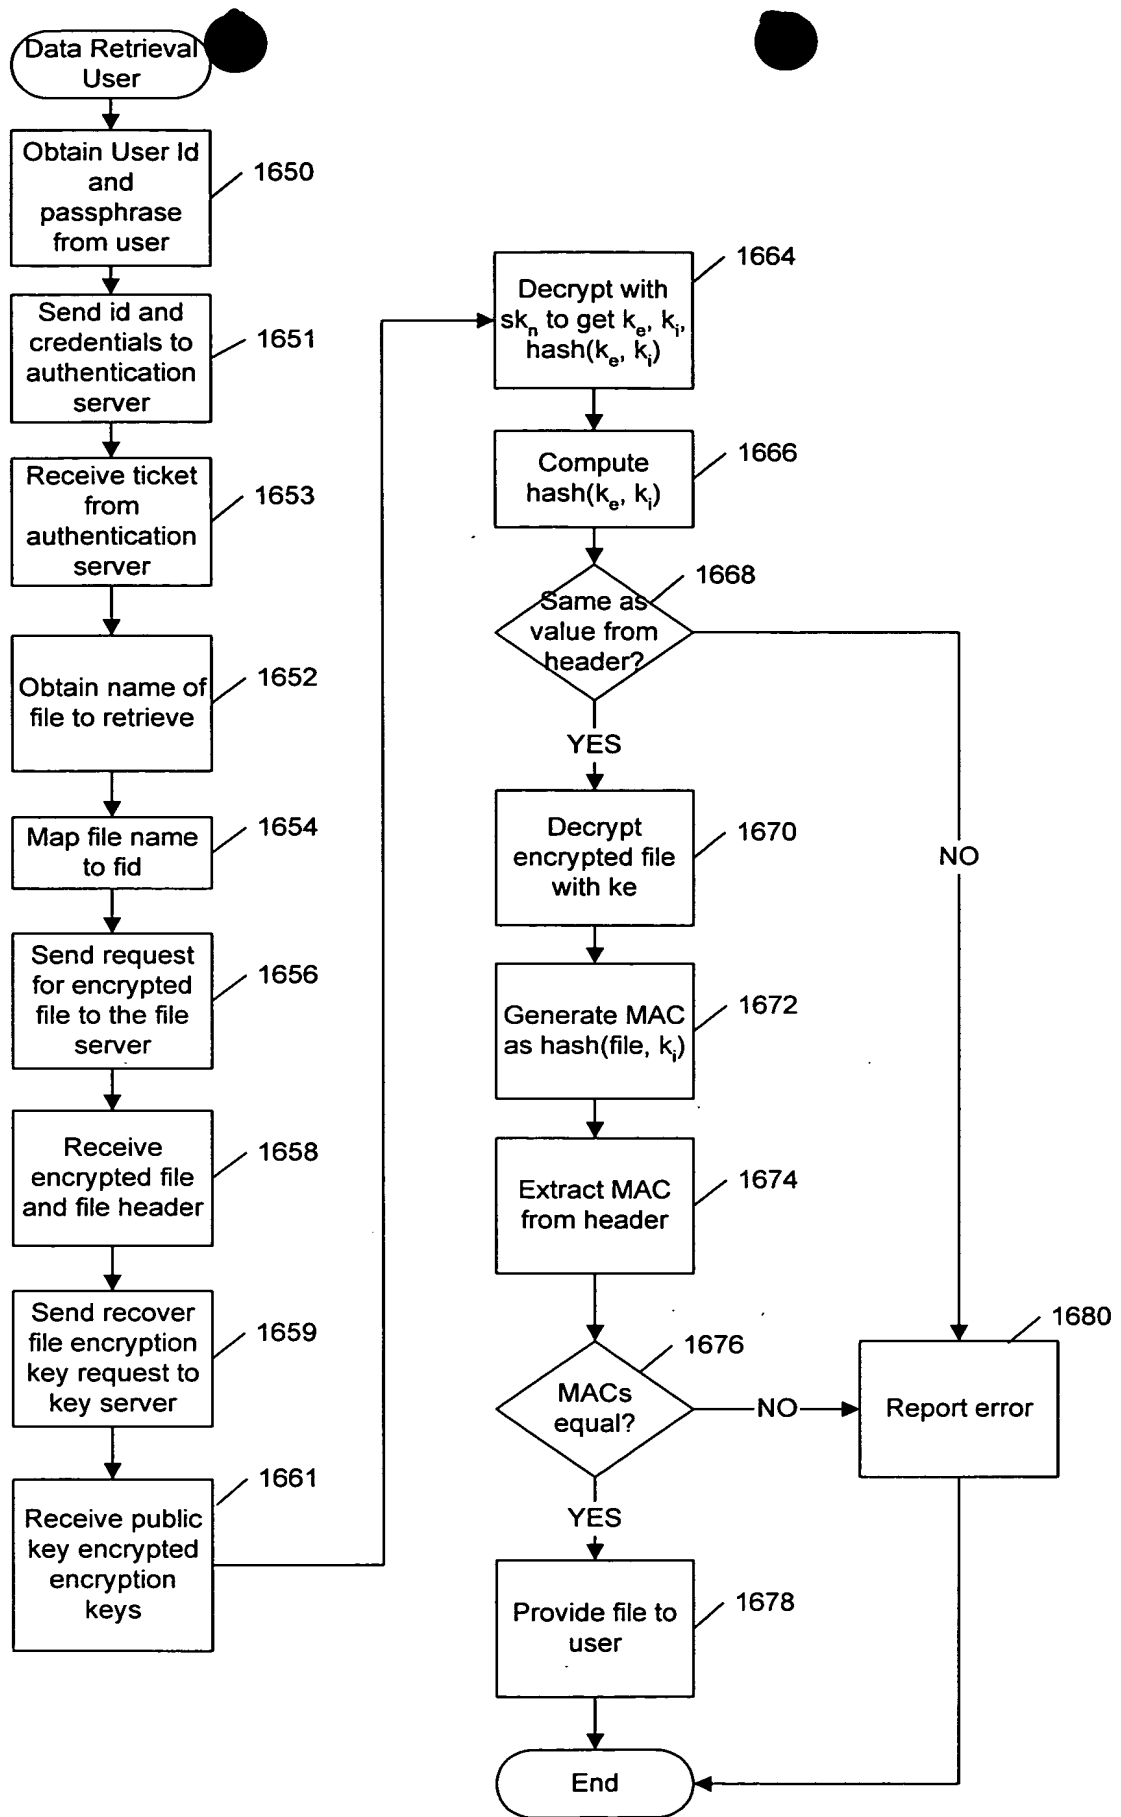 Data Retrieval
User
Obtain User Id
and
passphrase
from user
1650
Send id and
credentials to
authentication
server
1651
Receive ticket
from
authentication
server
1653
Obtain name of
file to retrieve
1652
Map file name
to fid
1654
Send request
for encrypted
file to the file
server
1656
Receive
encrypted file
and file header
1658
Send recover
file encryption
key request to
key server
1659
Receive public
key encrypted
encryption
keys
1661
Decrypt with
skₙ to get kₑ, kᵢ,
hash(kₑ, kᵢ)
1664
Compute
hash(kₑ, kᵢ)
1666
Same as
value from
header?
1668
YES
NO
Decrypt
encrypted file
with ke
1670
Generate MAC
as hash(file, kᵢ)
1672
Extract MAC
from header
1674
MACs
equal?
1676
NO
YES
Report error
1680
Provide file to
user
1678
End